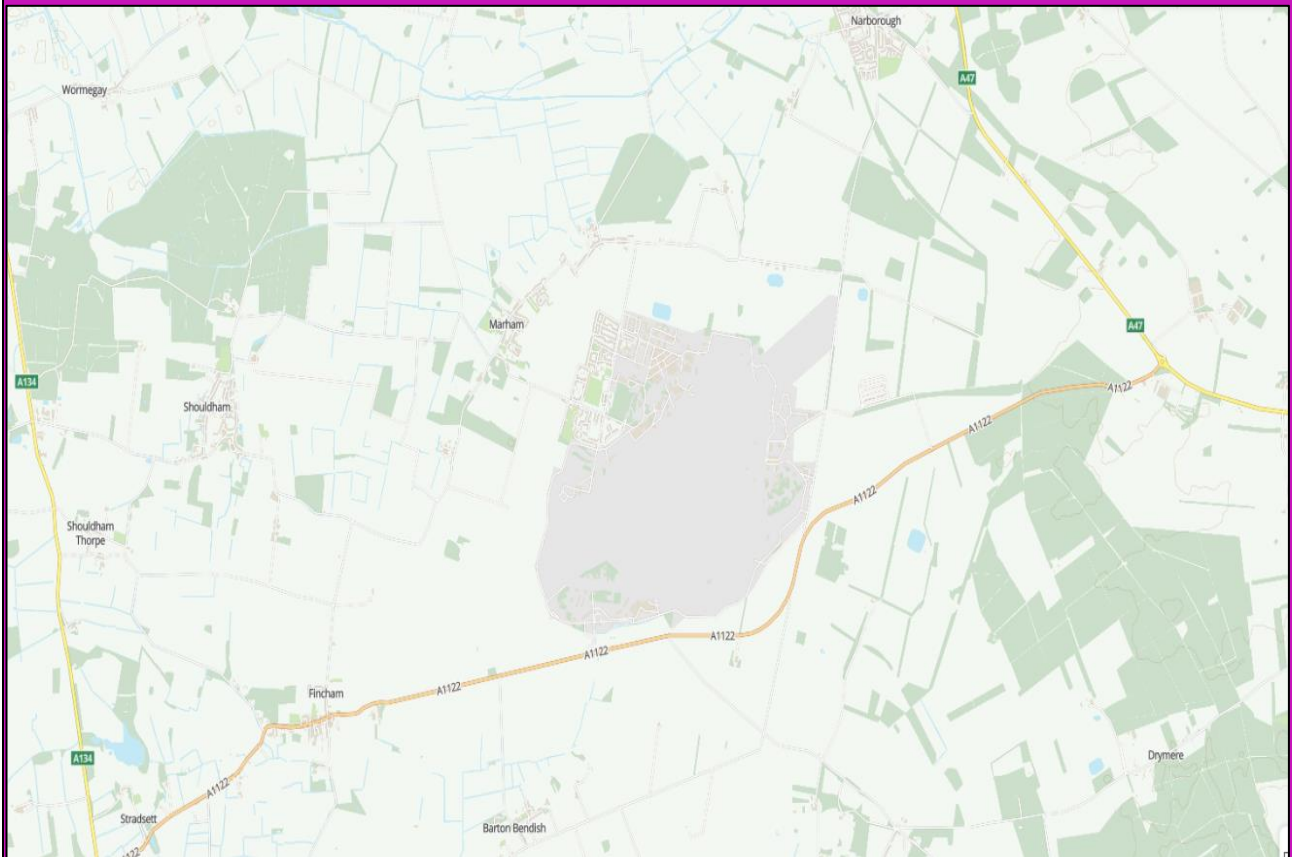 Narborough
A47
Wormegay
Marham
A47
A134
A1122
Shouldham
A1122
A1122
Shouldham
Thorpe
A1122
A1122
Fincham
A1122
A134
Drymere
A1122
Stradsett
Barton Bendish